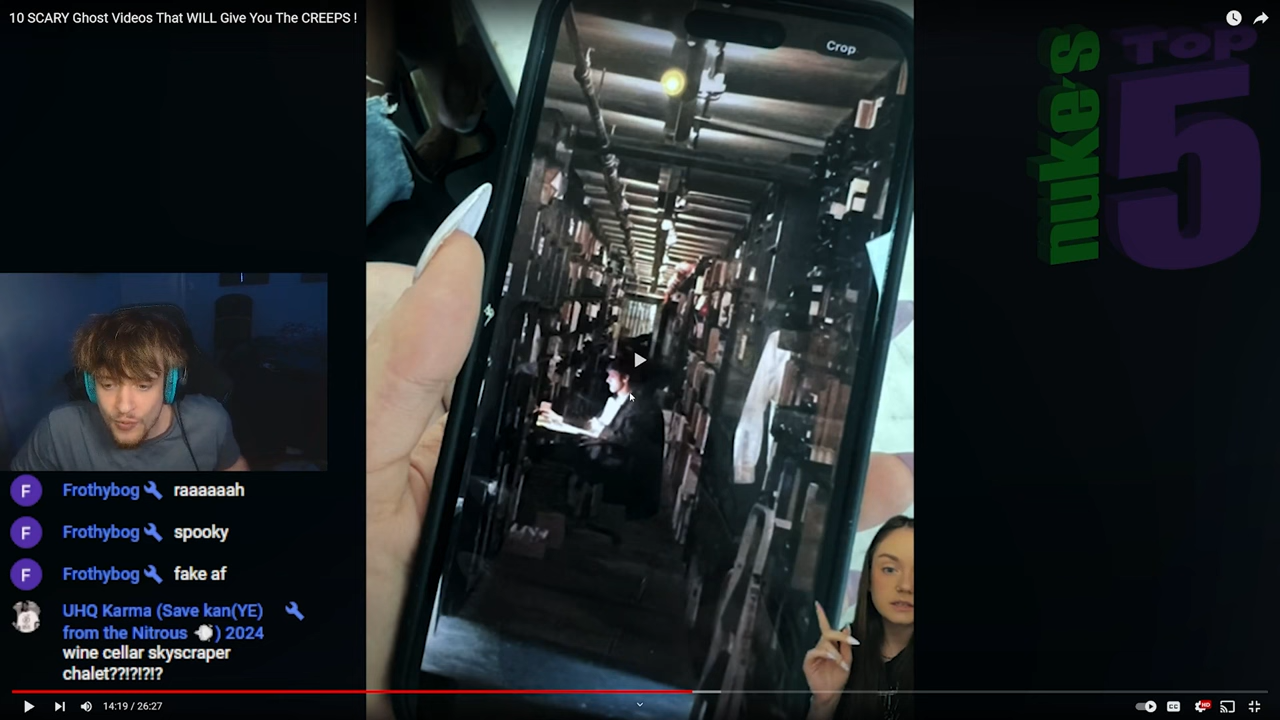 10 SCARY Ghost Videos That WILL Give You The CREEPS !
Crop
nuke's
Top
5
F Frothybog raaaaaah
F Frothybog spooky
F Frothybog fake af
UHQ Karma (Save kan(YE)
from the Nitrous ) 2024
wine cellar skyscraper
chalet??!?!?!?
14:19 / 26:27
CC
HD